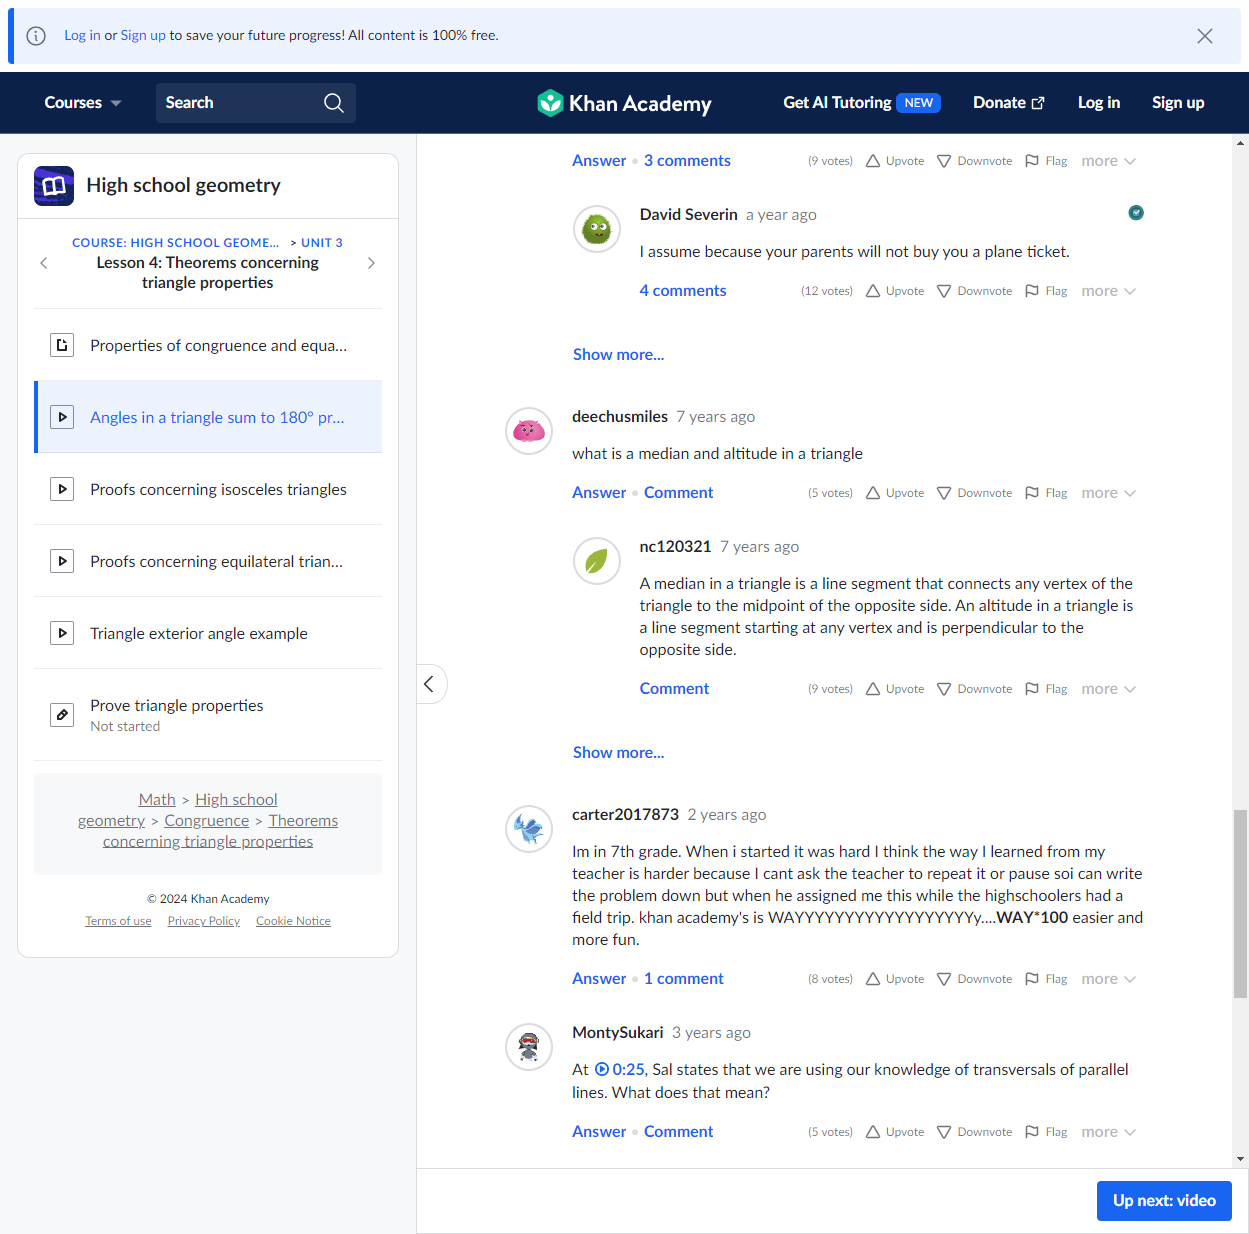 Log in or Sign up to save your future progress! All content is 100% free.
Courses
Search
Khan Academy
Get AI Tutoring NEW
Donate
Log in
Sign up
High school geometry
COURSE: HIGH SCHOOL GEOME... > UNIT 3
Lesson 4: Theorems concerning
triangle properties
Properties of congruence and equa...
Angles in a triangle sum to 180° pr...
Proofs concerning isosceles triangles
Proofs concerning equilateral trian...
Triangle exterior angle example
Prove triangle properties
Not started
Math > High school
geometry > Congruence > Theorems
concerning triangle properties
© 2024 Khan Academy
Terms of use Privacy Policy Cookie Notice
Answer • 3 comments (9 votes) Upvote Downvote Flag more
David Severin a year ago
I assume because your parents will not buy you a plane ticket.
4 comments (12 votes) Upvote Downvote Flag more
Show more...
deechusmiles 7 years ago
what is a median and altitude in a triangle
Answer • Comment (5 votes) Upvote Downvote Flag more
nc120321 7 years ago
A median in a triangle is a line segment that connects any vertex of the
triangle to the midpoint of the opposite side. An altitude in a triangle is
a line segment starting at any vertex and is perpendicular to the
opposite side.
Comment (9 votes) Upvote Downvote Flag more
Show more...
carter2017873 2 years ago
Im in 7th grade. When i started it was hard I think the way I learned from my
teacher is harder because I cant ask the teacher to repeat it or pause soi can write
the problem down but when he assigned me this while the highschoolers had a
field trip. khan academy's is WAYYYYYYYYYYYYYYYYYYy....WAY*100 easier and
more fun.
Answer • 1 comment (8 votes) Upvote Downvote Flag more
MontySukari 3 years ago
At 0:25, Sal states that we are using our knowledge of transversals of parallel
lines. What does that mean?
Answer • Comment (5 votes) Upvote Downvote Flag more
Up next: video